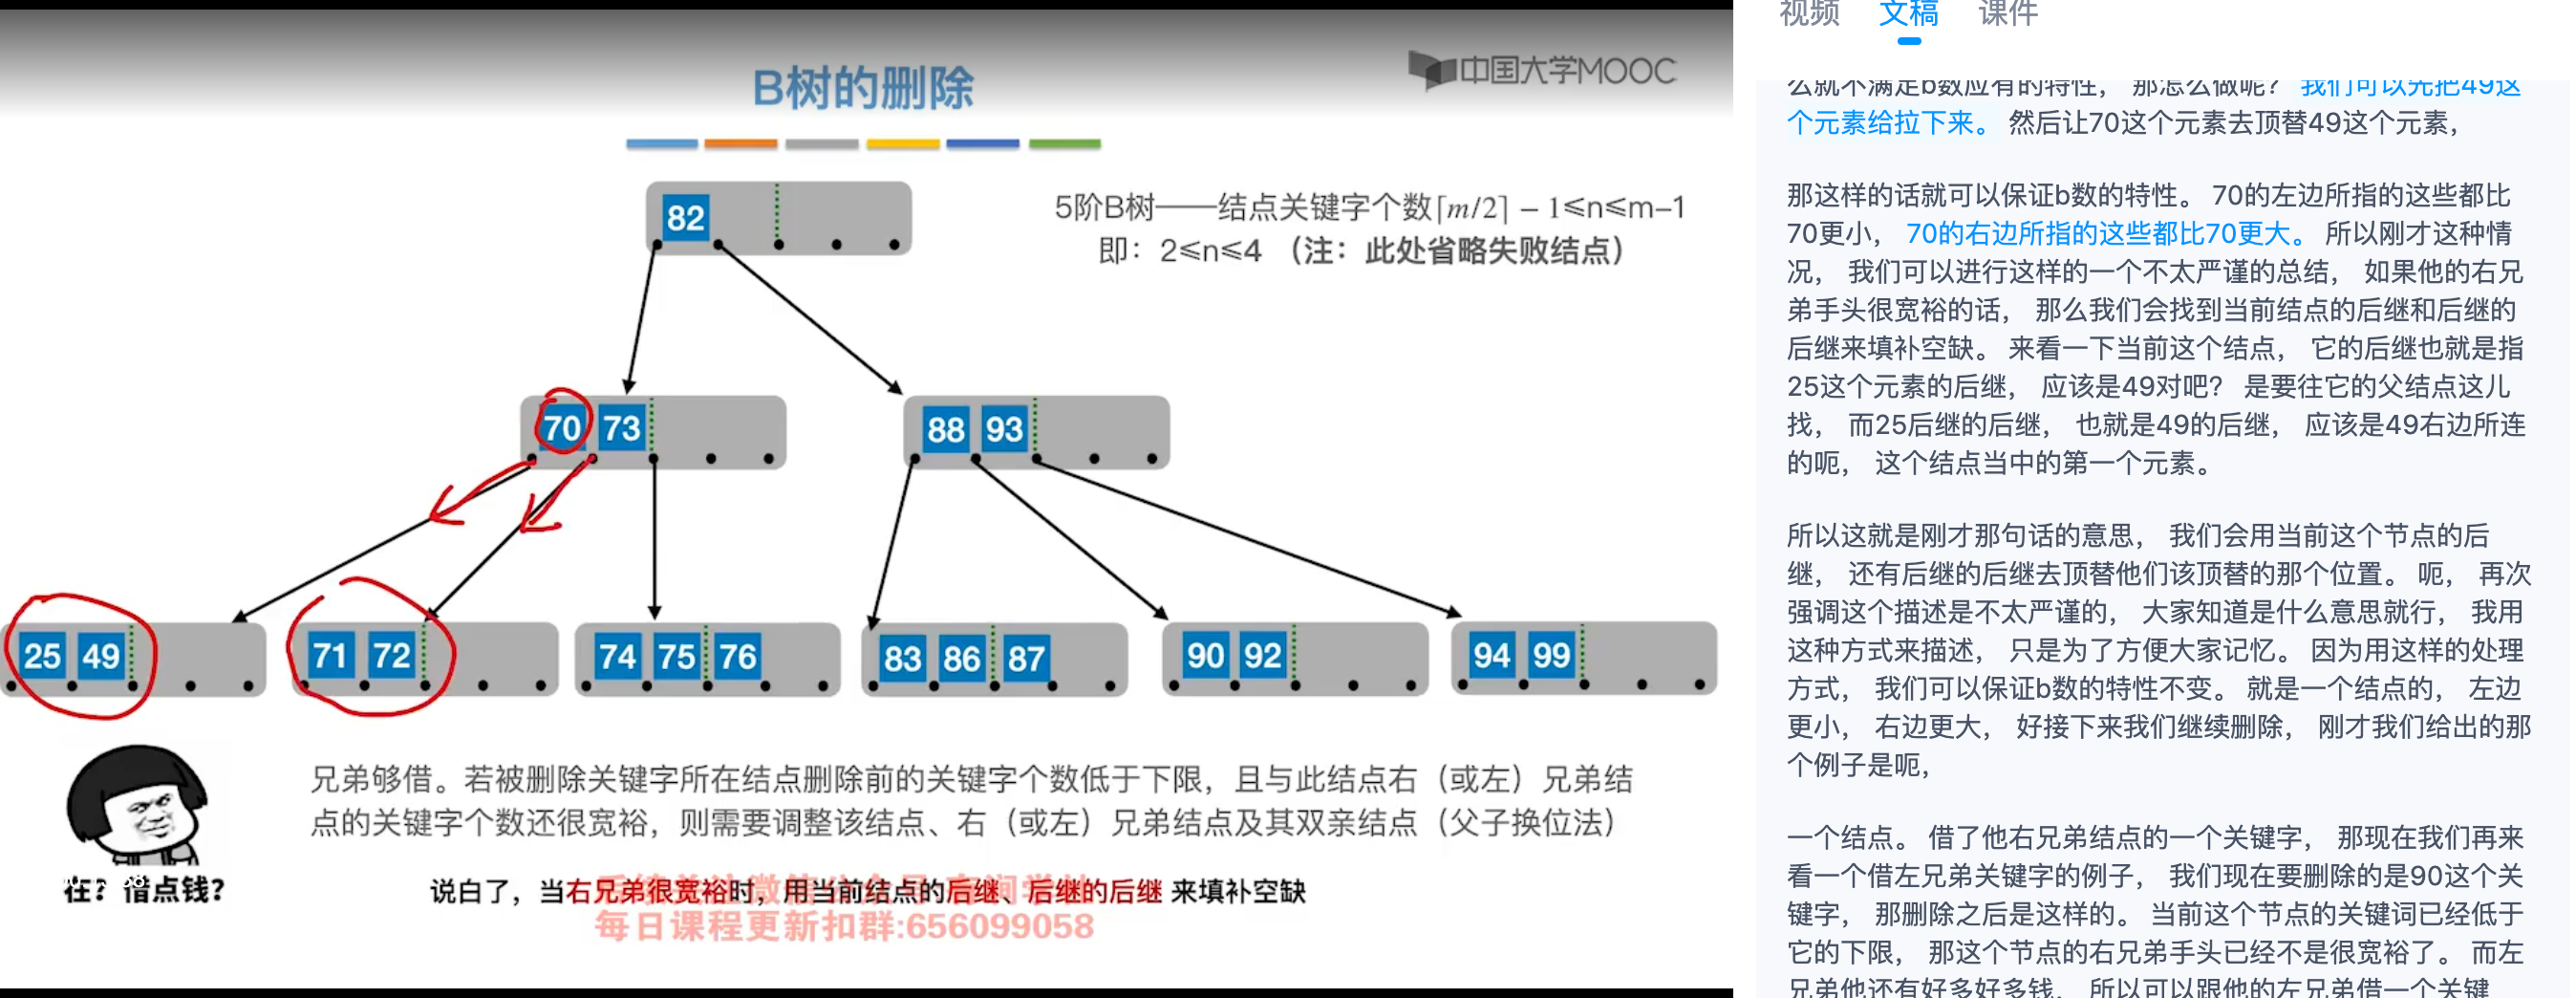 B树的删除
中国大学MOOC
82
5阶B树——结点关键字个数⌈m/2⌉ − 1≤n≤m−1
即：2≤n≤4 （注：此处省略失败结点）
70 73
88 93
25 49
71 72
74 75 76
83 86 87
90 92
94 99
兄弟够借。若被删除关键字所在结点删除前的关键字个数低于下限，且与此结点右（或左）兄弟结
点的关键字个数还很宽裕，则需要调整该结点、右（或左）兄弟结点及其双亲结点（父子换位法）
在？借点钱？
说白了，当右兄弟很宽裕时，用当前结点的后继、后继的后继 来填补空缺
每日课程更新扣群:656099058
视频 文稿 课件
么就不满足b数应有的特性， 那怎么做呢？ 我们可以先把49这
个元素给拉下来。 然后让70这个元素去顶替49这个元素，
那这样的话就可以保证b数的特性。 70的左边所指的这些都比
70更小， 70的右边所指的这些都比70更大。 所以刚才这种情
况， 我们可以进行这样的一个不太严谨的总结， 如果他的右兄
弟手头很宽裕的话， 那么我们会找到当前结点的后继和后继的
后继来填补空缺。 来看一下当前这个结点， 它的后继也就是指
25这个元素的后继， 应该是49对吧？ 是要往它的父结点这儿
找， 而25后继的后继， 也就是49的后继， 应该是49右边所连
的呃， 这个结点当中的第一个元素。
所以这就是刚才那句话的意思， 我们会用当前这个节点的后
继， 还有后继的后继去顶替他们该顶替的那个位置。 呃， 再次
强调这个描述是不太严谨的， 大家知道是什么意思就行， 我用
这种方式来描述， 只是为了方便大家记忆。 因为用这样的处理
方式， 我们可以保证b数的特性不变。 就是一个结点的， 左边
更小， 右边更大， 好接下来我们继续删除， 刚才我们给出的那
个例子是呃，
一个结点。 借了他右兄弟结点的一个关键字， 那现在我们再来
看一个借左兄弟关键字的例子， 我们现在要删除的是90这个关
键字， 那删除之后是这样的。 当前这个节点的关键词已经低于
它的下限， 那这个节点的右兄弟手头已经不是很宽裕了。 而左
兄弟他还有好多好多钱， 所以可以跟他的左兄弟借一个关键